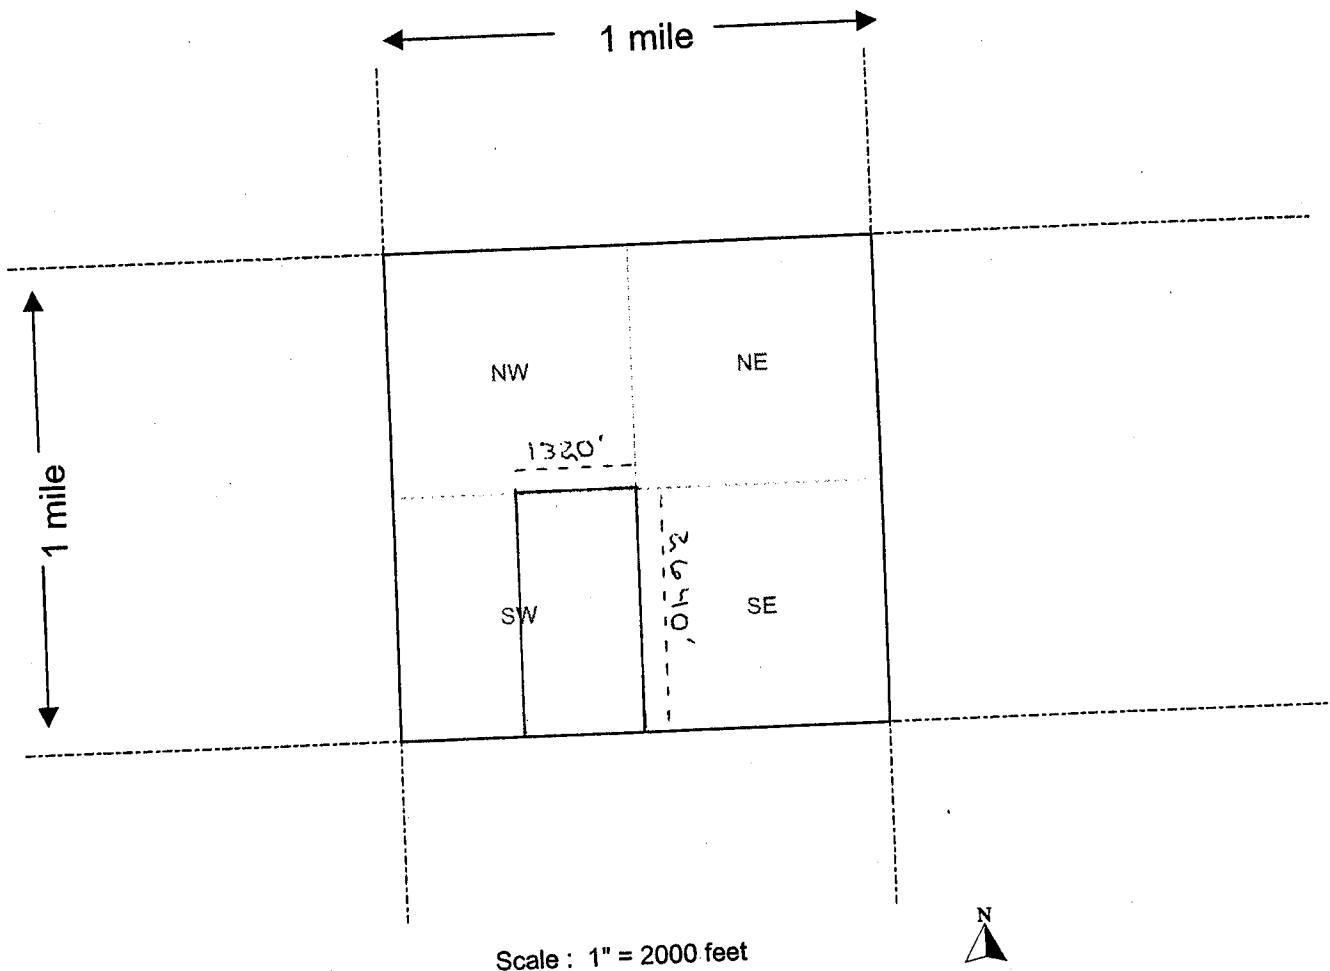 1 mile
1 mile
NW
NE
1320'
2640'
SW
SE
Scale : 1" = 2000 feet
N